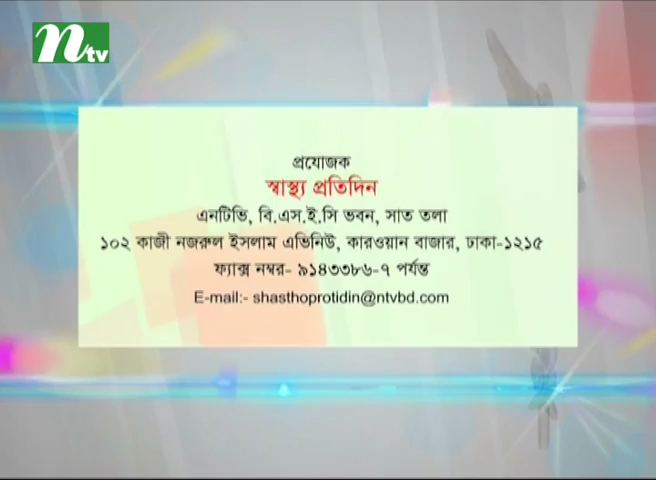 ntv
প্রযোজক
স্বাস্থ্য প্রতিদিন
এনটিভি, বি.এস.ই.সি ভবন, সাত তলা
১০২ কাজী নজরুল ইসলাম এভিনিউ, কারওয়ান বাজার, ঢাকা-১২১৫
ফ্যাক্স নম্বর- ৯১৪৩৩৮৬-৭ পর্যন্ত
E-mail:- shasthoprotidin@ntvbd.com